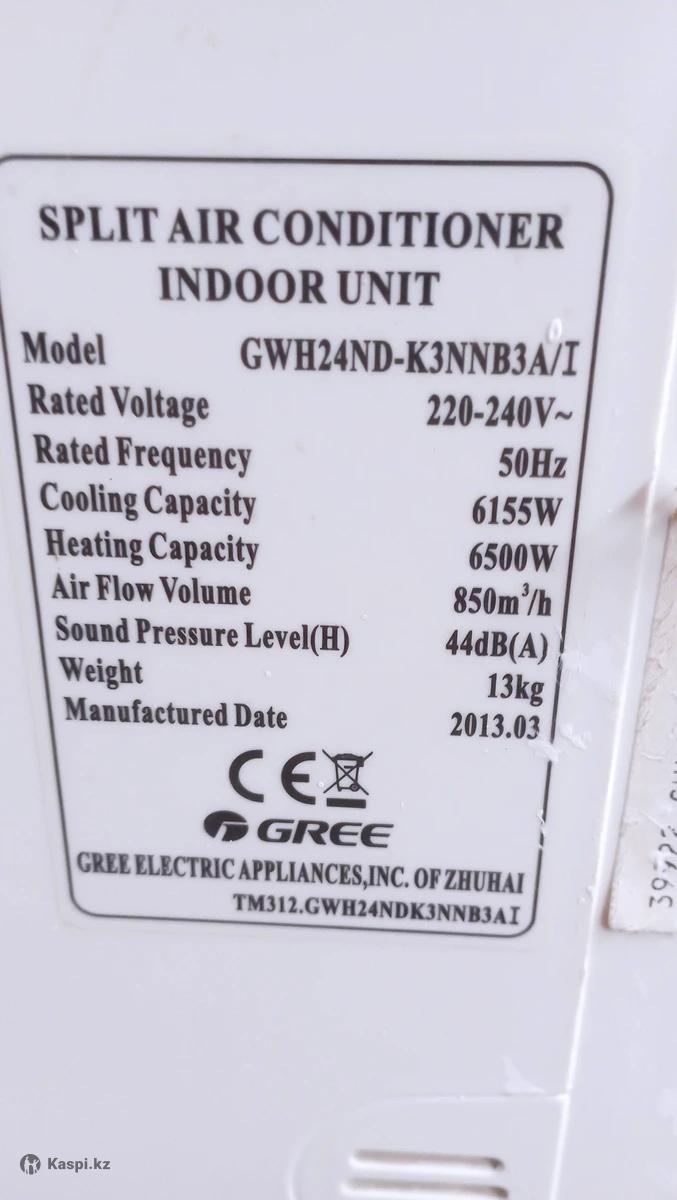 SPLIT AIR CONDITIONER
INDOOR UNIT
Model GWH24ND-K3NNB3A/I
Rated Voltage 220-240V~
Rated Frequency 50Hz
Cooling Capacity 6155W
Heating Capacity 6500W
Air Flow Volume 850m³/h
Sound Pressure Level(H) 44dB(A)
Weight 13kg
Manufactured Date 2013.03
CE
GREE
GREE ELECTRIC APPLIANCES,INC. OF ZHUHAI
TM312.GWH24NDK3NNB3AI
Kaspi.kz